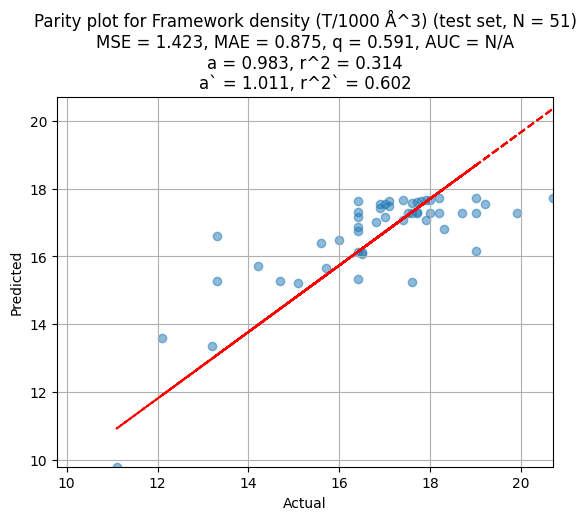 Parity plot for Framework density (T/1000 Å^3) (test set, N = 51)
MSE = 1.423, MAE = 0.875, q = 0.591, AUC = N/A
a = 0.983, r^2 = 0.314
a` = 1.011, r^2` = 0.602
20
18
16
14
12
10
Predicted
10 12 14 16 18 20
Actual